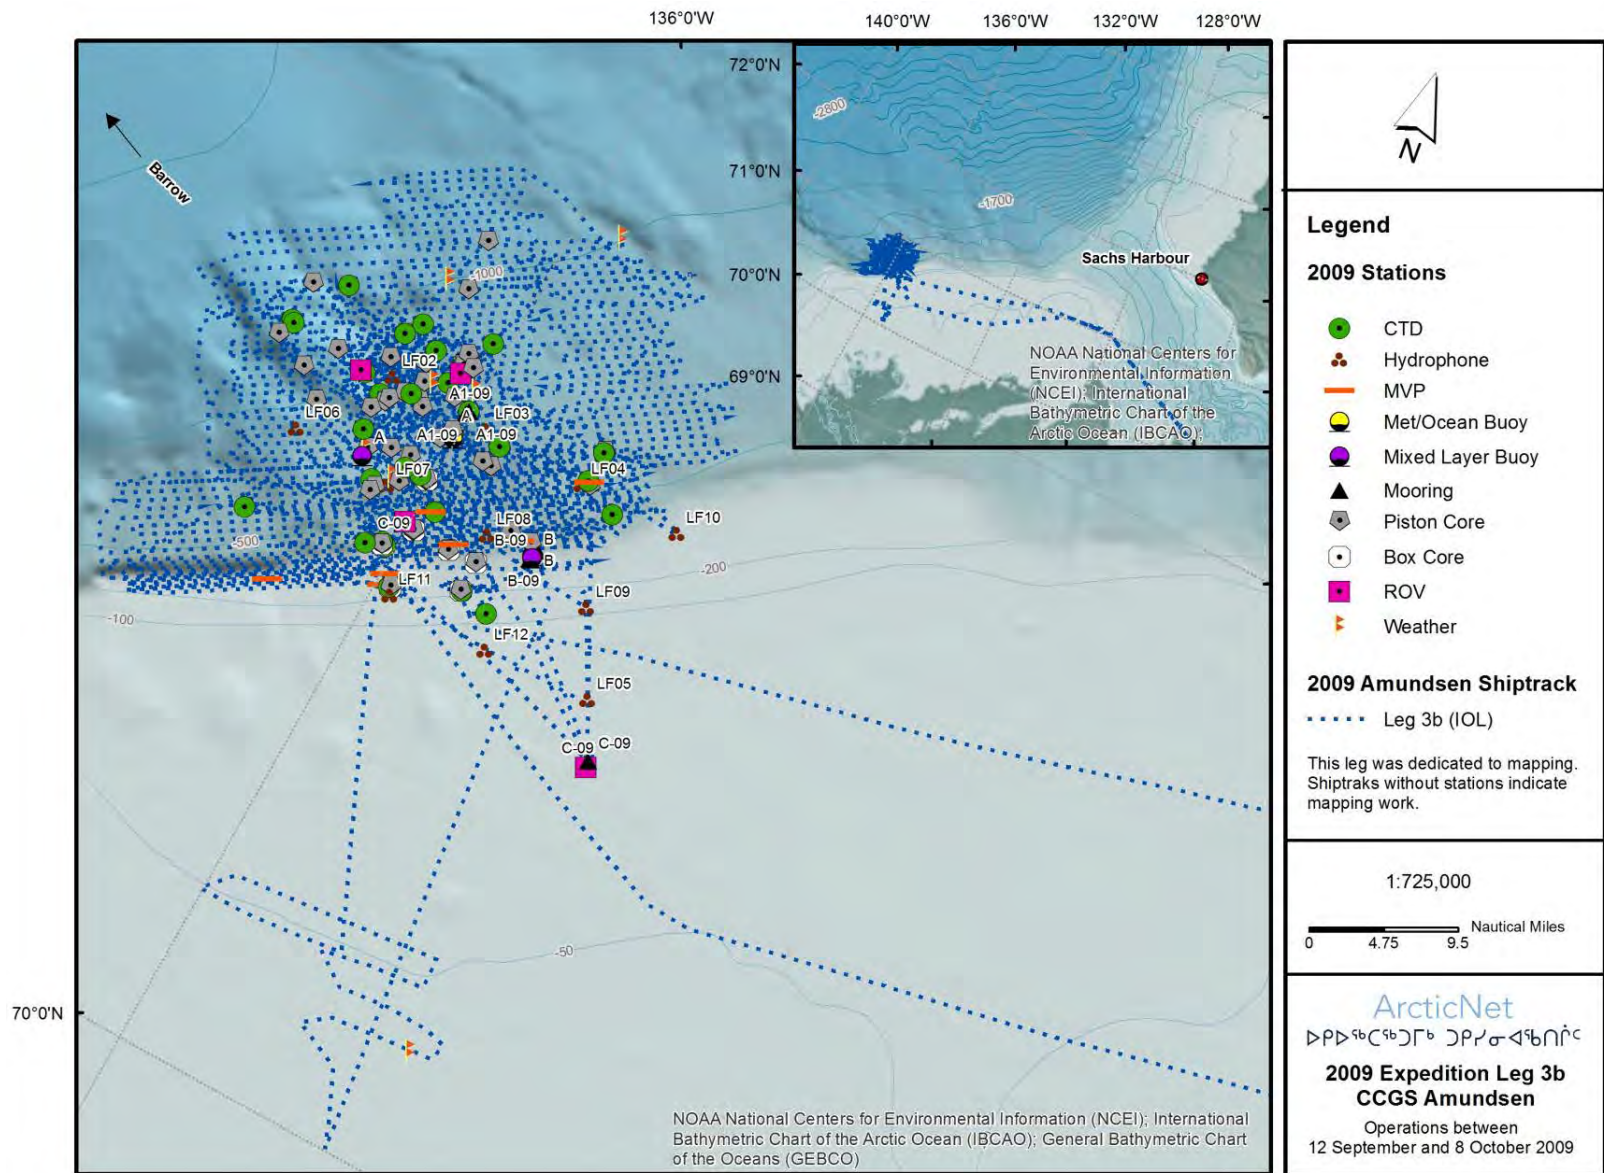 136°0'W
140°0'W
136°0'W
132°0'W
128°0'W
72°0'N
71°0'N
70°0'N
69°0'N
-2800
-1700
Sachs Harbour
NOAA National Centers for
Environmental Information
(NCEI); International
Bathymetric Chart of the
Arctic Ocean (IBCAO);
Barrow
-1000
LF02
A1-09
LF06
A
LF03
A
A1-09
A1-09
LF07
LF04
C-09
LF08
LF10
B-09
B
-500
B
-200
LF11
B-09
LF09
-100
LF12
LF05
C-09
C-09
-50
70°0'N
NOAA National Centers for Environmental Information (NCEI); International
Bathymetric Chart of the Arctic Ocean (IBCAO); General Bathymetric Chart
of the Oceans (GEBCO)
N
Legend
2009 Stations
CTD
Hydrophone
MVP
Met/Ocean Buoy
Mixed Layer Buoy
Mooring
Piston Core
Box Core
ROV
Weather
2009 Amundsen Shiptrack
Leg 3b (IOL)
This leg was dedicated to mapping.
Shiptraks without stations indicate
mapping work.
1:725,000
Nautical Miles
0 4.75 9.5
ArcticNet
ᐅᑭᐅᖅᑕᖅᑐᒥᒃ ᑐᑭᓯᓂᐊᖃᑎᒌᑦ
2009 Expedition Leg 3b
CCGS Amundsen
Operations between
12 September and 8 October 2009